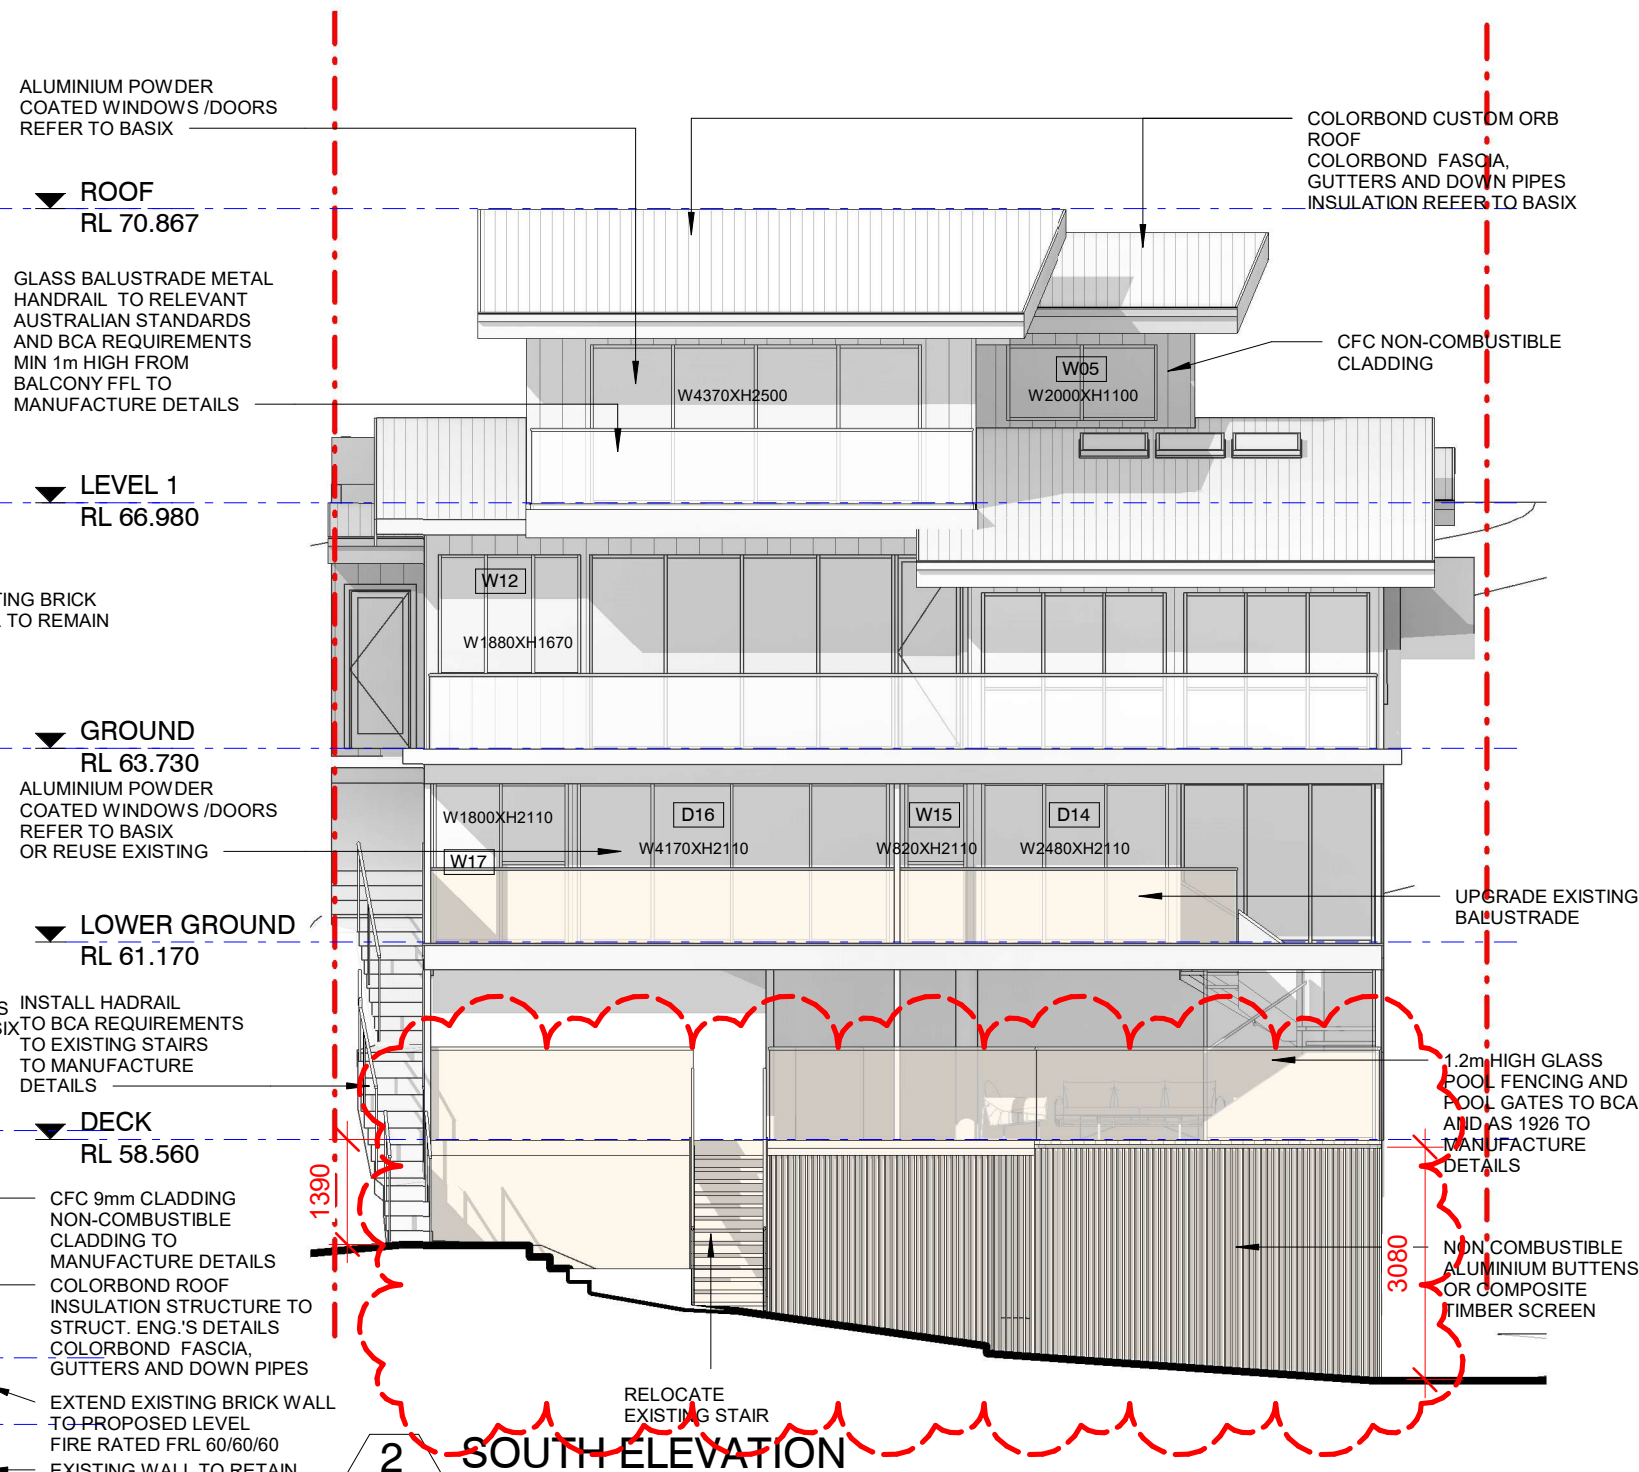 ALUMINIUM POWDER
COATED WINDOWS /DOORS
REFER TO BASIX
COLORBOND CUSTOM ORB
ROOF
COLORBOND FASCIA,
GUTTERS AND DOWN PIPES
INSULATION REFER TO BASIX
ROOF
RL 70.867
GLASS BALUSTRADE METAL
HANDRAIL TO RELEVANT
AUSTRALIAN STANDARDS
AND BCA REQUIREMENTS
MIN 1m HIGH FROM
BALCONY FFL TO
MANUFACTURE DETAILS
CFC NON-COMBUSTIBLE
CLADDING
W05
W4370XH2500
W2000XH1100
LEVEL 1
RL 66.980
W12
TING BRICK
TO REMAIN
W1880XH1670
GROUND
RL 63.730
ALUMINIUM POWDER
COATED WINDOWS /DOORS
REFER TO BASIX
OR REUSE EXISTING
W1800XH2110
D16
W15
D14
W4170XH2110
W820XH2110
W2480XH2110
W17
UPGRADE EXISTING
BALUSTRADE
LOWER GROUND
RL 61.170
S
SIX
INSTALL HADRAIL
TO BCA REQUIREMENTS
TO EXISTING STAIRS
TO MANUFACTURE
DETAILS
1.2m HIGH GLASS
POOL FENCING AND
POOL GATES TO BCA
AND AS 1926 TO
MANUFACTURE
DETAILS
DECK
RL 58.560
1390
CFC 9mm CLADDING
NON-COMBUSTIBLE
CLADDING TO
MANUFACTURE DETAILS
COLORBOND ROOF
INSULATION STRUCTURE TO
STRUCT. ENG.'S DETAILS
COLORBOND FASCIA,
GUTTERS AND DOWN PIPES
3080
NON COMBUSTIBLE
ALUMINIUM BUTTENS
OR COMPOSITE
TIMBER SCREEN
EXTEND EXISTING BRICK WALL
TO PROPOSED LEVEL
FIRE RATED FRL 60/60/60
EXISTING WALL TO RETAIN
RELOCATE
EXISTING STAIR
2
SOUTH ELEVATION